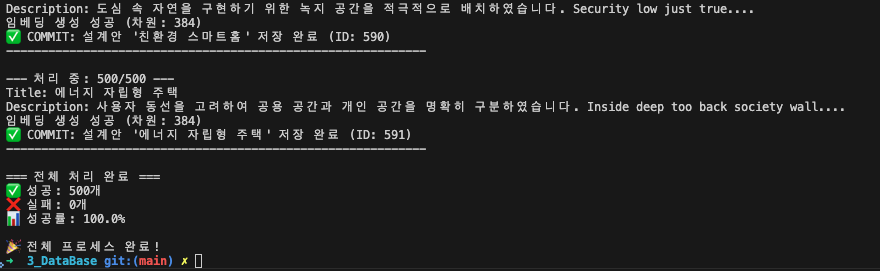 Description: 도심 속 자연을 구현하기 위한 녹지 공간을 적극적으로 배치하였습니다. Security low just true....
임베딩 생성 성공 (차원: 384)
✅ COMMIT: 설계안 '친환경 스마트홈' 저장 완료 (ID: 590)
------------------------------------------------------------
--- 처리 중: 500/500 ---
Title: 에너지 자립형 주택
Description: 사용자 동선을 고려하여 공용 공간과 개인 공간을 명확히 구분하였습니다. Inside deep too back society wall....
임베딩 생성 성공 (차원: 384)
✅ COMMIT: 설계안 '에너지 자립형 주택' 저장 완료 (ID: 591)
------------------------------------------------------------
=== 전체 처리 완료 ===
✅ 성공: 500개
❌ 실패: 0개
📊 성공률: 100.0%
🎉 전체 프로세스 완료!
➜  3_DataBase git:(main) ✗